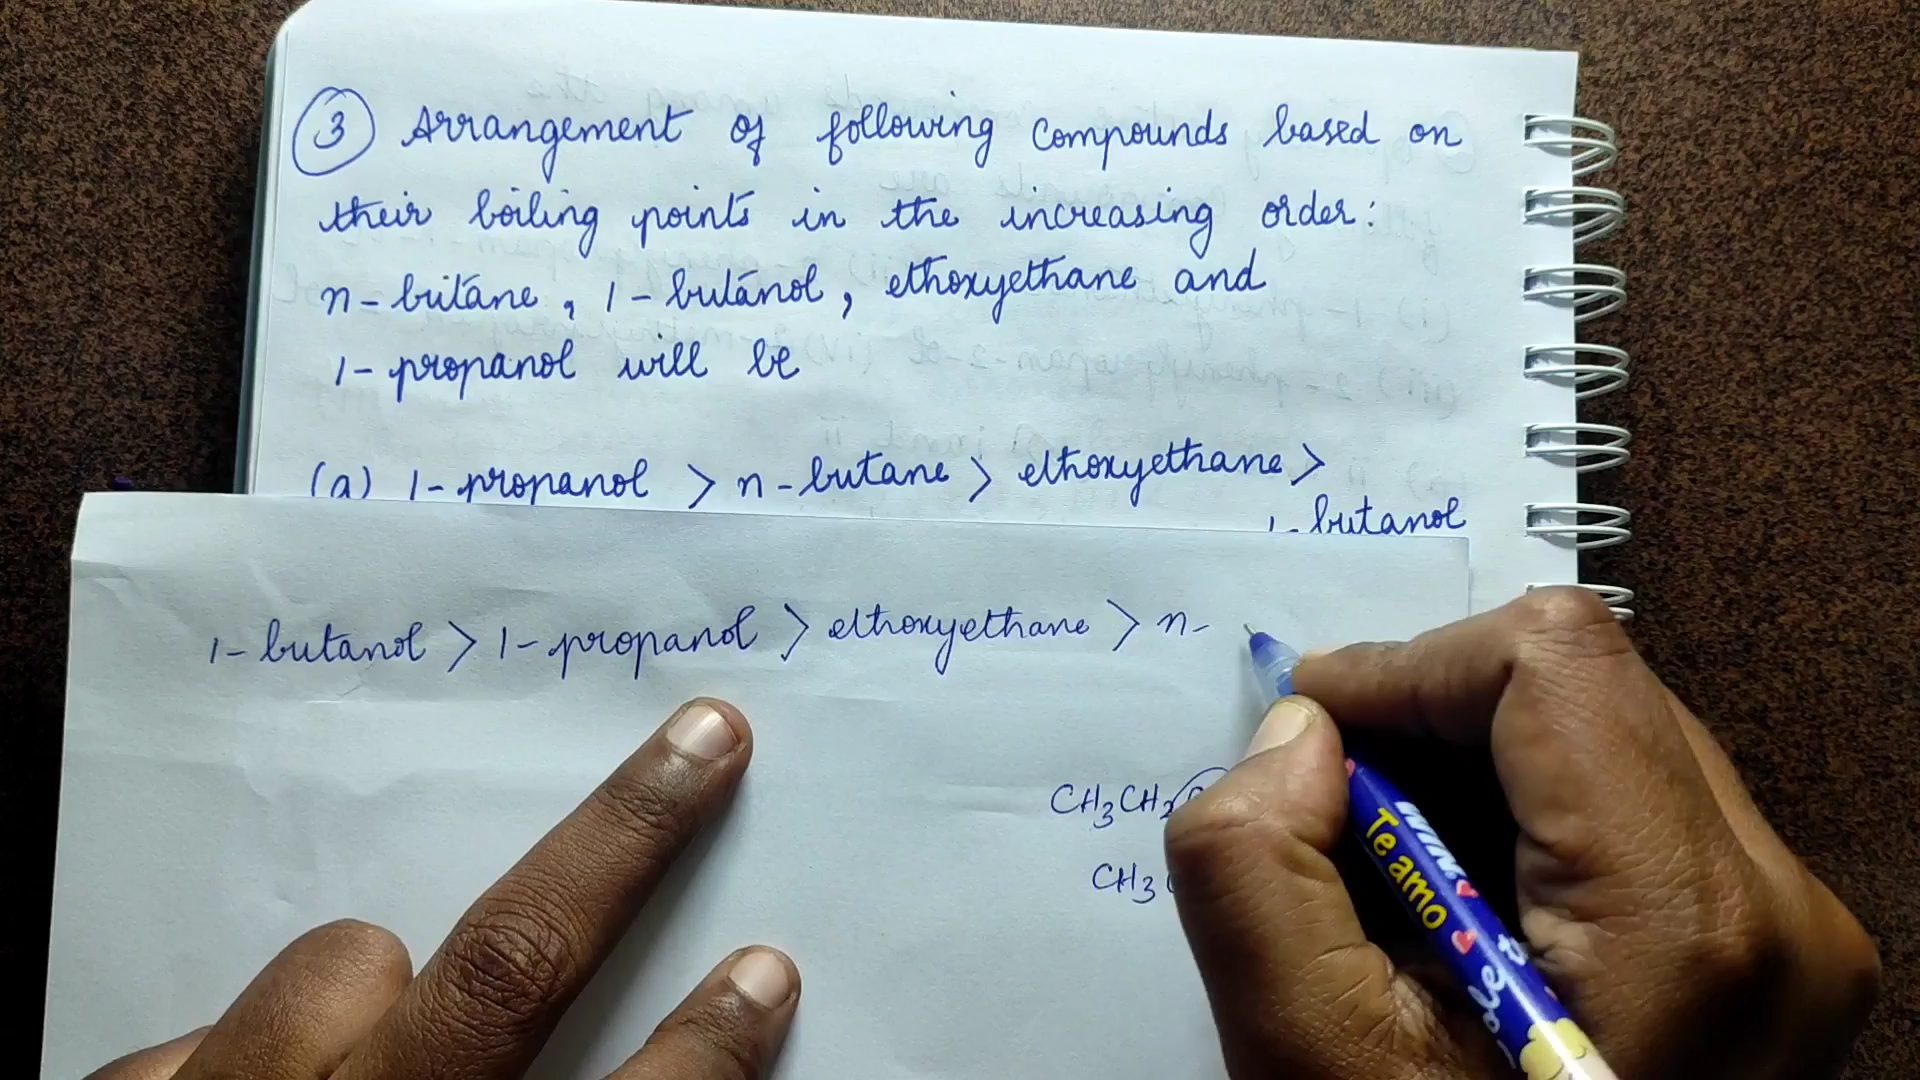 3 Arrangement of following compounds based on
their boiling points in the increasing order:
n-butane, 1-butanol, ethoxyethane and
1-propanol will be
(a) 1-propanol > n-butane > ethoxyethane >
1-butanol
1-butanol > 1-propanol > ethoxyethane > n-
CH3CH2
CH3
Te amo